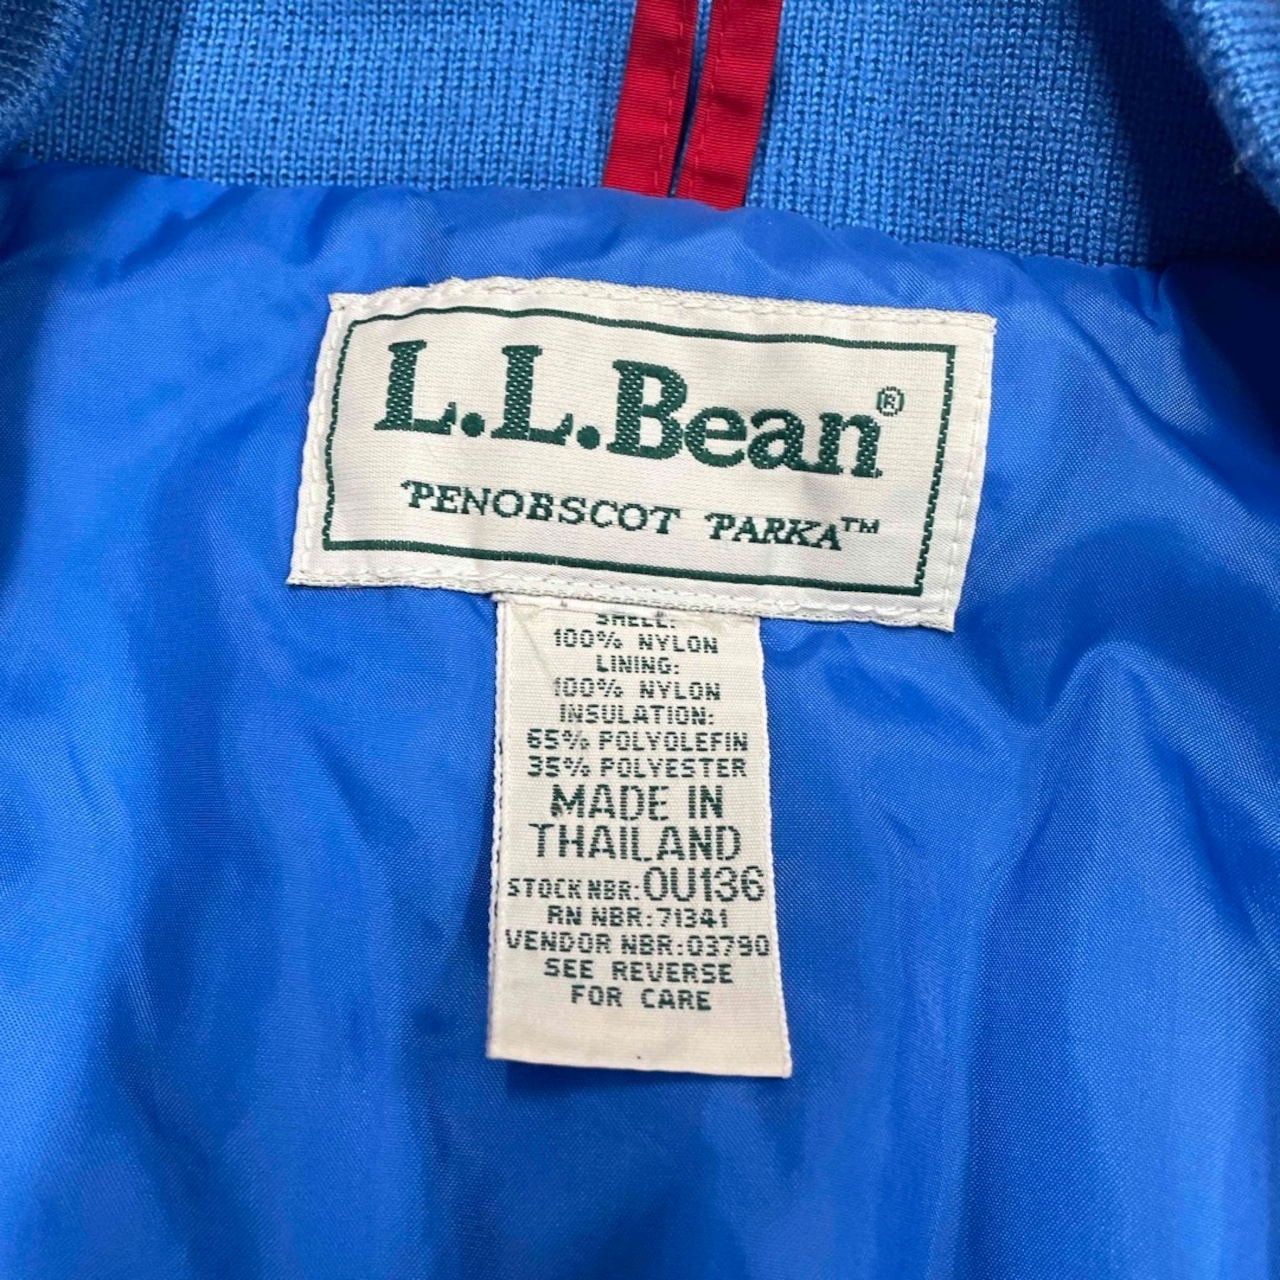 L.L.Bean®
PENOBSCOT PARKA™
SHELL:
100% NYLON
LINING:
100% NYLON
INSULATION:
65% POLYOLEFIN
35% POLYESTER
MADE IN
THAILAND
STOCK NBR: 0U136
RN NBR:71341
VENDOR NBR:03790
SEE REVERSE
FOR CARE